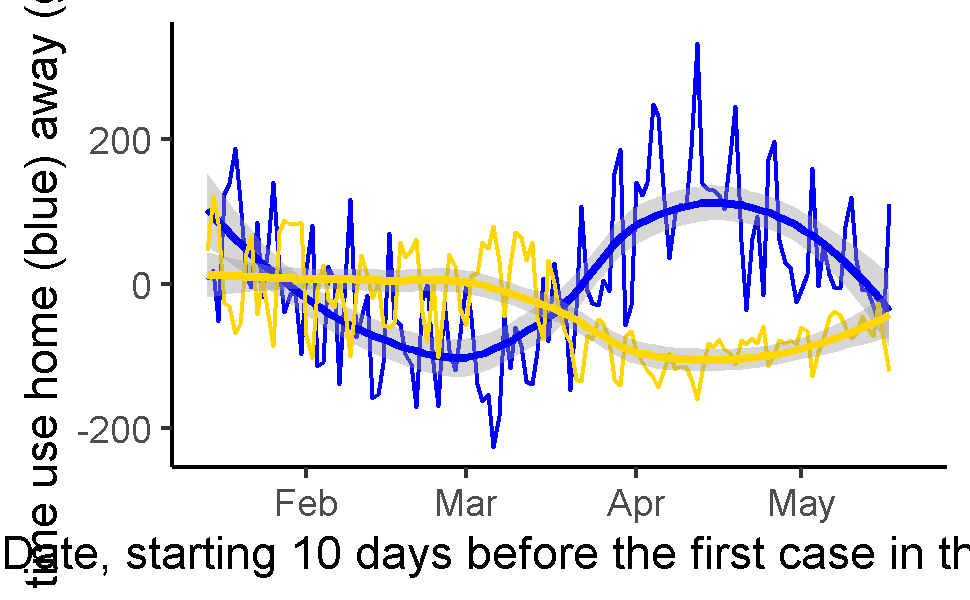 time use home (blue) away (
200
0
-200
Feb Mar Apr May
Date, starting 10 days before the first case in th